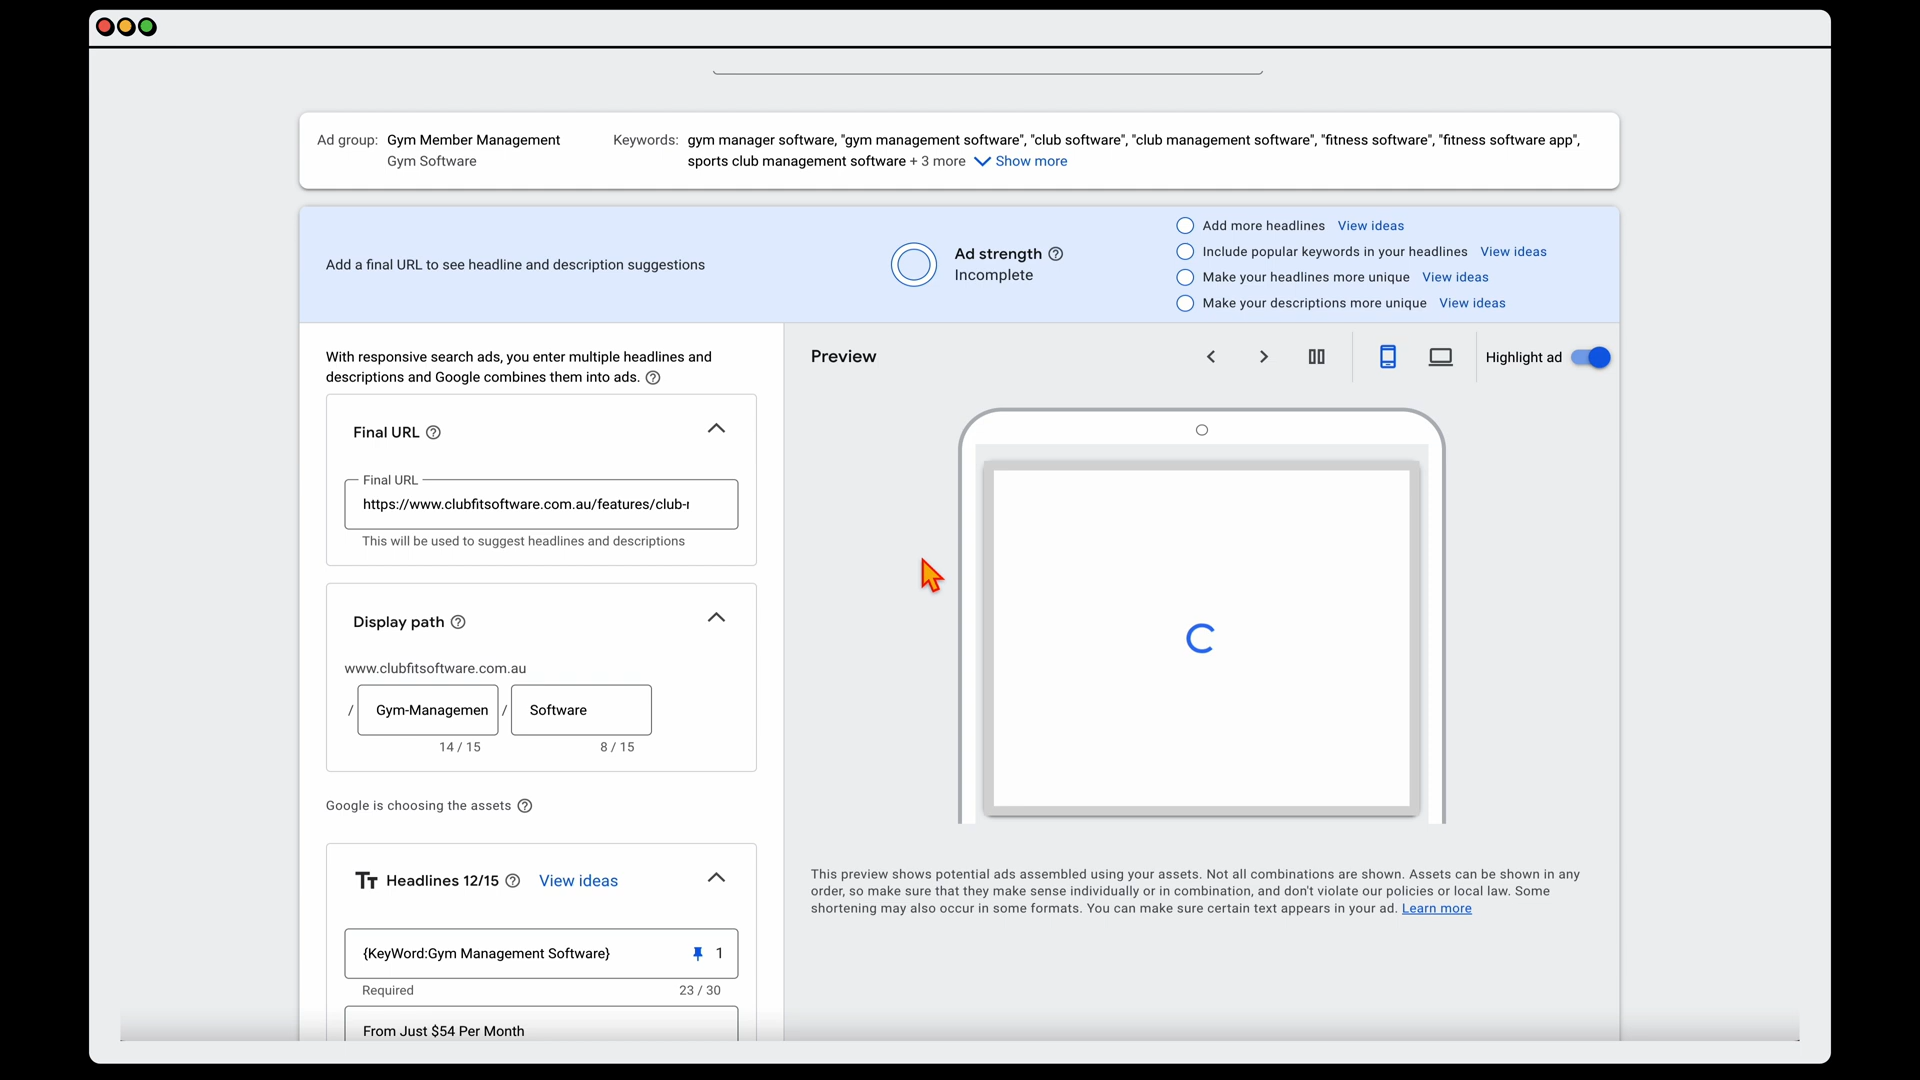 Ad group: Gym Member Management
Gym Software
Keywords: gym manager software, "gym management software", "club software", "club management software", "fitness software", "fitness software app",
sports club management software + 3 more Show more
Add a final URL to see headline and description suggestions
Ad strength
Incomplete
Add more headlines View ideas
Include popular keywords in your headlines View ideas
Make your headlines more unique View ideas
Make your descriptions more unique View ideas
With responsive search ads, you enter multiple headlines and
descriptions and Google combines them into ads.
Final URL
Final URL
https://www.clubfitsoftware.com.au/features/club-
This will be used to suggest headlines and descriptions
Display path
www.clubfitsoftware.com.au
/ Gym-Managemen / Software
14 / 15 8 / 15
Google is choosing the assets
Headlines 12/15 View ideas
{KeyWord:Gym Management Software} 1
Required 23 / 30
From Just $54 Per Month
Preview
Highlight ad
This preview shows potential ads assembled using your assets. Not all combinations are shown. Assets can be shown in any
order, so make sure that they make sense individually or in combination, and don't violate our policies or local law. Some
shortening may also occur in some formats. You can make sure certain text appears in your ad. Learn more